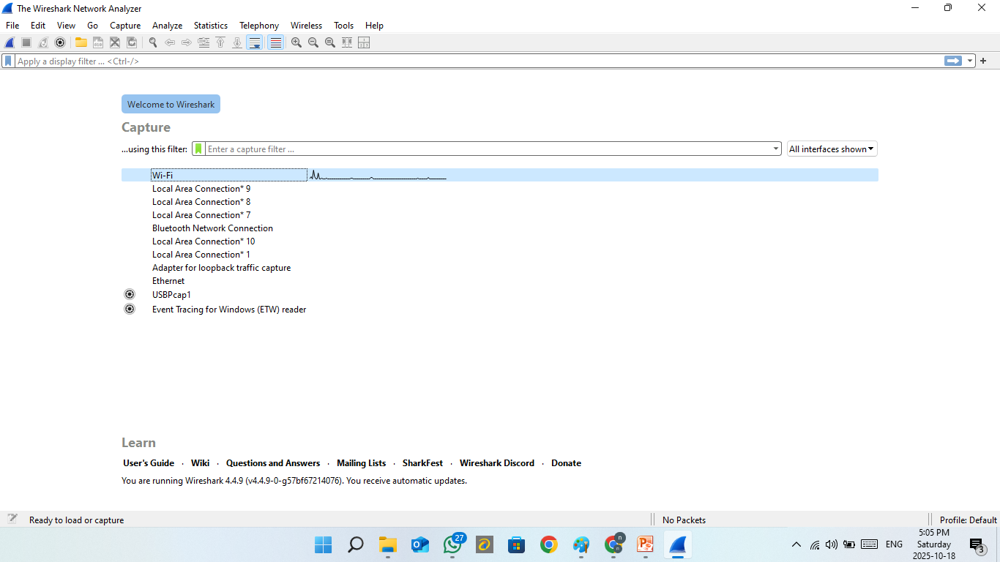 The Wireshark Network Analyzer
File Edit View Go Capture Analyze Statistics Telephony Wireless Tools Help
Apply a display filter ... <Ctrl-/>
Welcome to Wireshark
Capture
...using this filter: Enter a capture filter ... All interfaces shown
Wi-Fi
Local Area Connection* 9
Local Area Connection* 8
Local Area Connection* 7
Bluetooth Network Connection
Local Area Connection* 10
Local Area Connection* 1
Adapter for loopback traffic capture
Ethernet
USBPcap1
Event Tracing for Windows (ETW) reader
Learn
User's Guide · Wiki · Questions and Answers · Mailing Lists · SharkFest · Wireshark Discord · Donate
You are running Wireshark 4.4.9 (v4.4.9-0-g57bf67214076). You receive automatic updates.
Ready to load or capture No Packets Profile: Default
27
n
n
ENG
5:05 PM
Saturday
2025-10-18
3